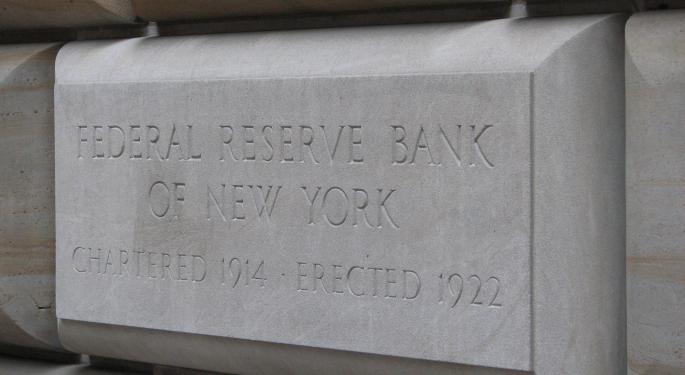 FEDERAL RESERVE BANK
OF NEW YORK
CHARTERED 1914 · ERECTED 1922